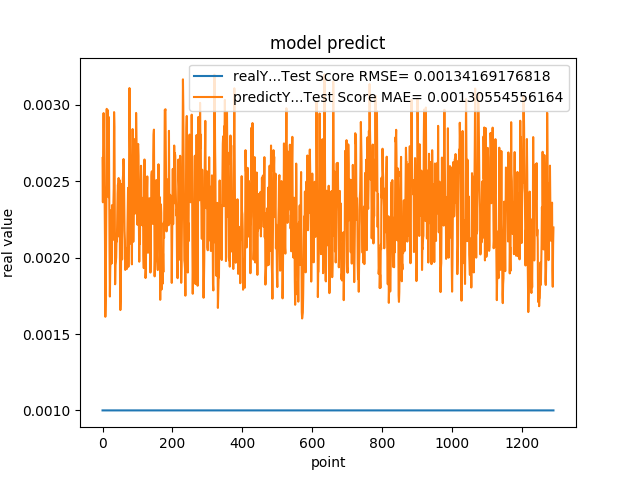 model predict
realY...Test Score RMSE= 0.00134169176818
predictY...Test Score MAE= 0.00130554556164
real value
0.0030
0.0025
0.0020
0.0015
0.0010
0 200 400 600 800 1000 1200
point